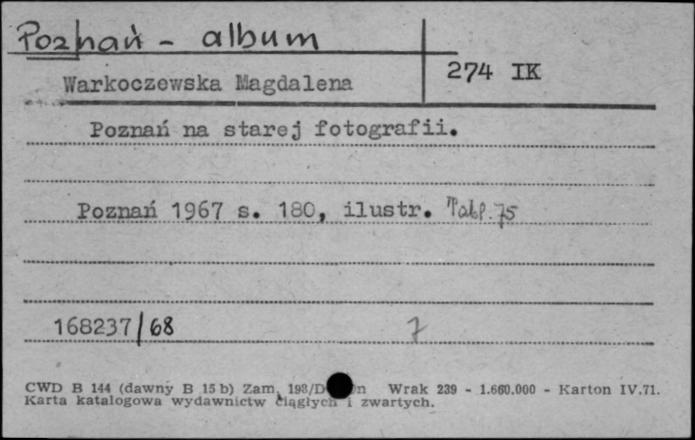 Poznań - album
Warkoczewska Magdalena
274 IK
Poznań na starej fotografii.
Poznań 1967 s. 180, ilustr. Tabl. 75
168237/68 7
CWD B 144 (dawny B 15 b) Zam. Wrak 239 - 1.660.000 - Karton IV.71.
Karta katalogowa wydawnictw ciągłych i zwartych.